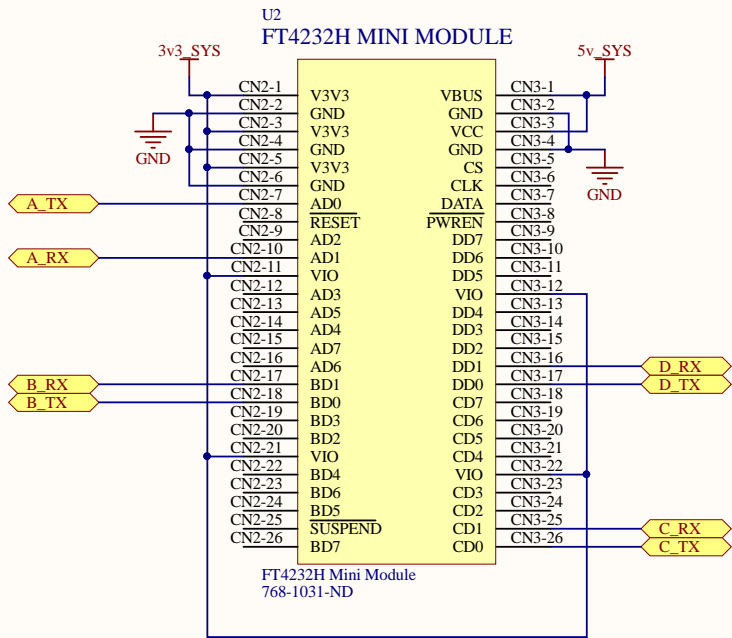 U2
FT4232H MINI MODULE
3v3_SYS
5v_SYS
CN2-1 V3V3 VBUS CN3-1
CN2-2 GND GND CN3-2
CN2-3 V3V3 VCC CN3-3
CN2-4 GND GND CN3-4
GND
CN2-5 V3V3 CS CN3-5
CN2-6 GND CLK CN3-6
GND
A_TX CN2-7 AD0 DATA CN3-7
CN2-8 RESET PWREN CN3-8
CN2-9 AD2 DD7 CN3-9
A_RX CN2-10 AD1 DD6 CN3-10
CN2-11 VIO DD5 CN3-11
CN2-12 AD3 VIO CN3-12
CN2-13 AD5 DD4 CN3-13
CN2-14 AD4 DD3 CN3-14
CN2-15 AD7 DD2 CN3-15
CN2-16 AD6 DD1 CN3-16 D_RX
B_RX CN2-17 BD1 DD0 CN3-17 D_TX
B_TX CN2-18 BD0 CD7 CN3-18
CN2-19 BD3 CD6 CN3-19
CN2-20 BD2 CD5 CN3-20
CN2-21 VIO CD4 CN3-21
CN2-22 BD4 VIO CN3-22
CN2-23 BD6 CD3 CN3-23
CN2-24 BD5 CD2 CN3-24
CN2-25 SUSPEND CD1 CN3-25 C_RX
CN2-26 BD7 CD0 CN3-26 C_TX
FT4232H Mini Module
768-1031-ND